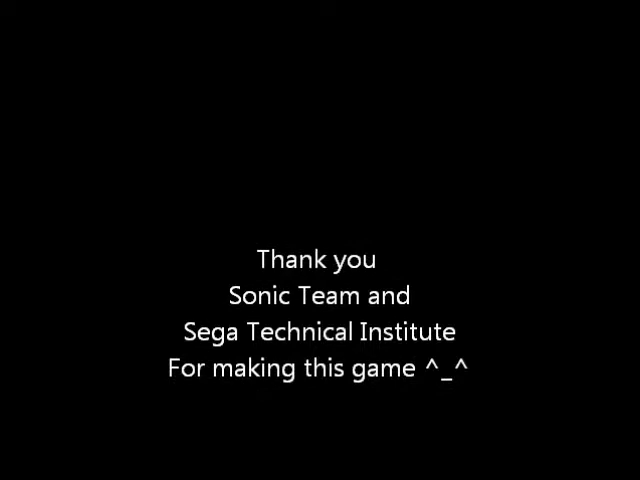 Thank you
Sonic Team and
Sega Technical Institute
For making this game ^_^